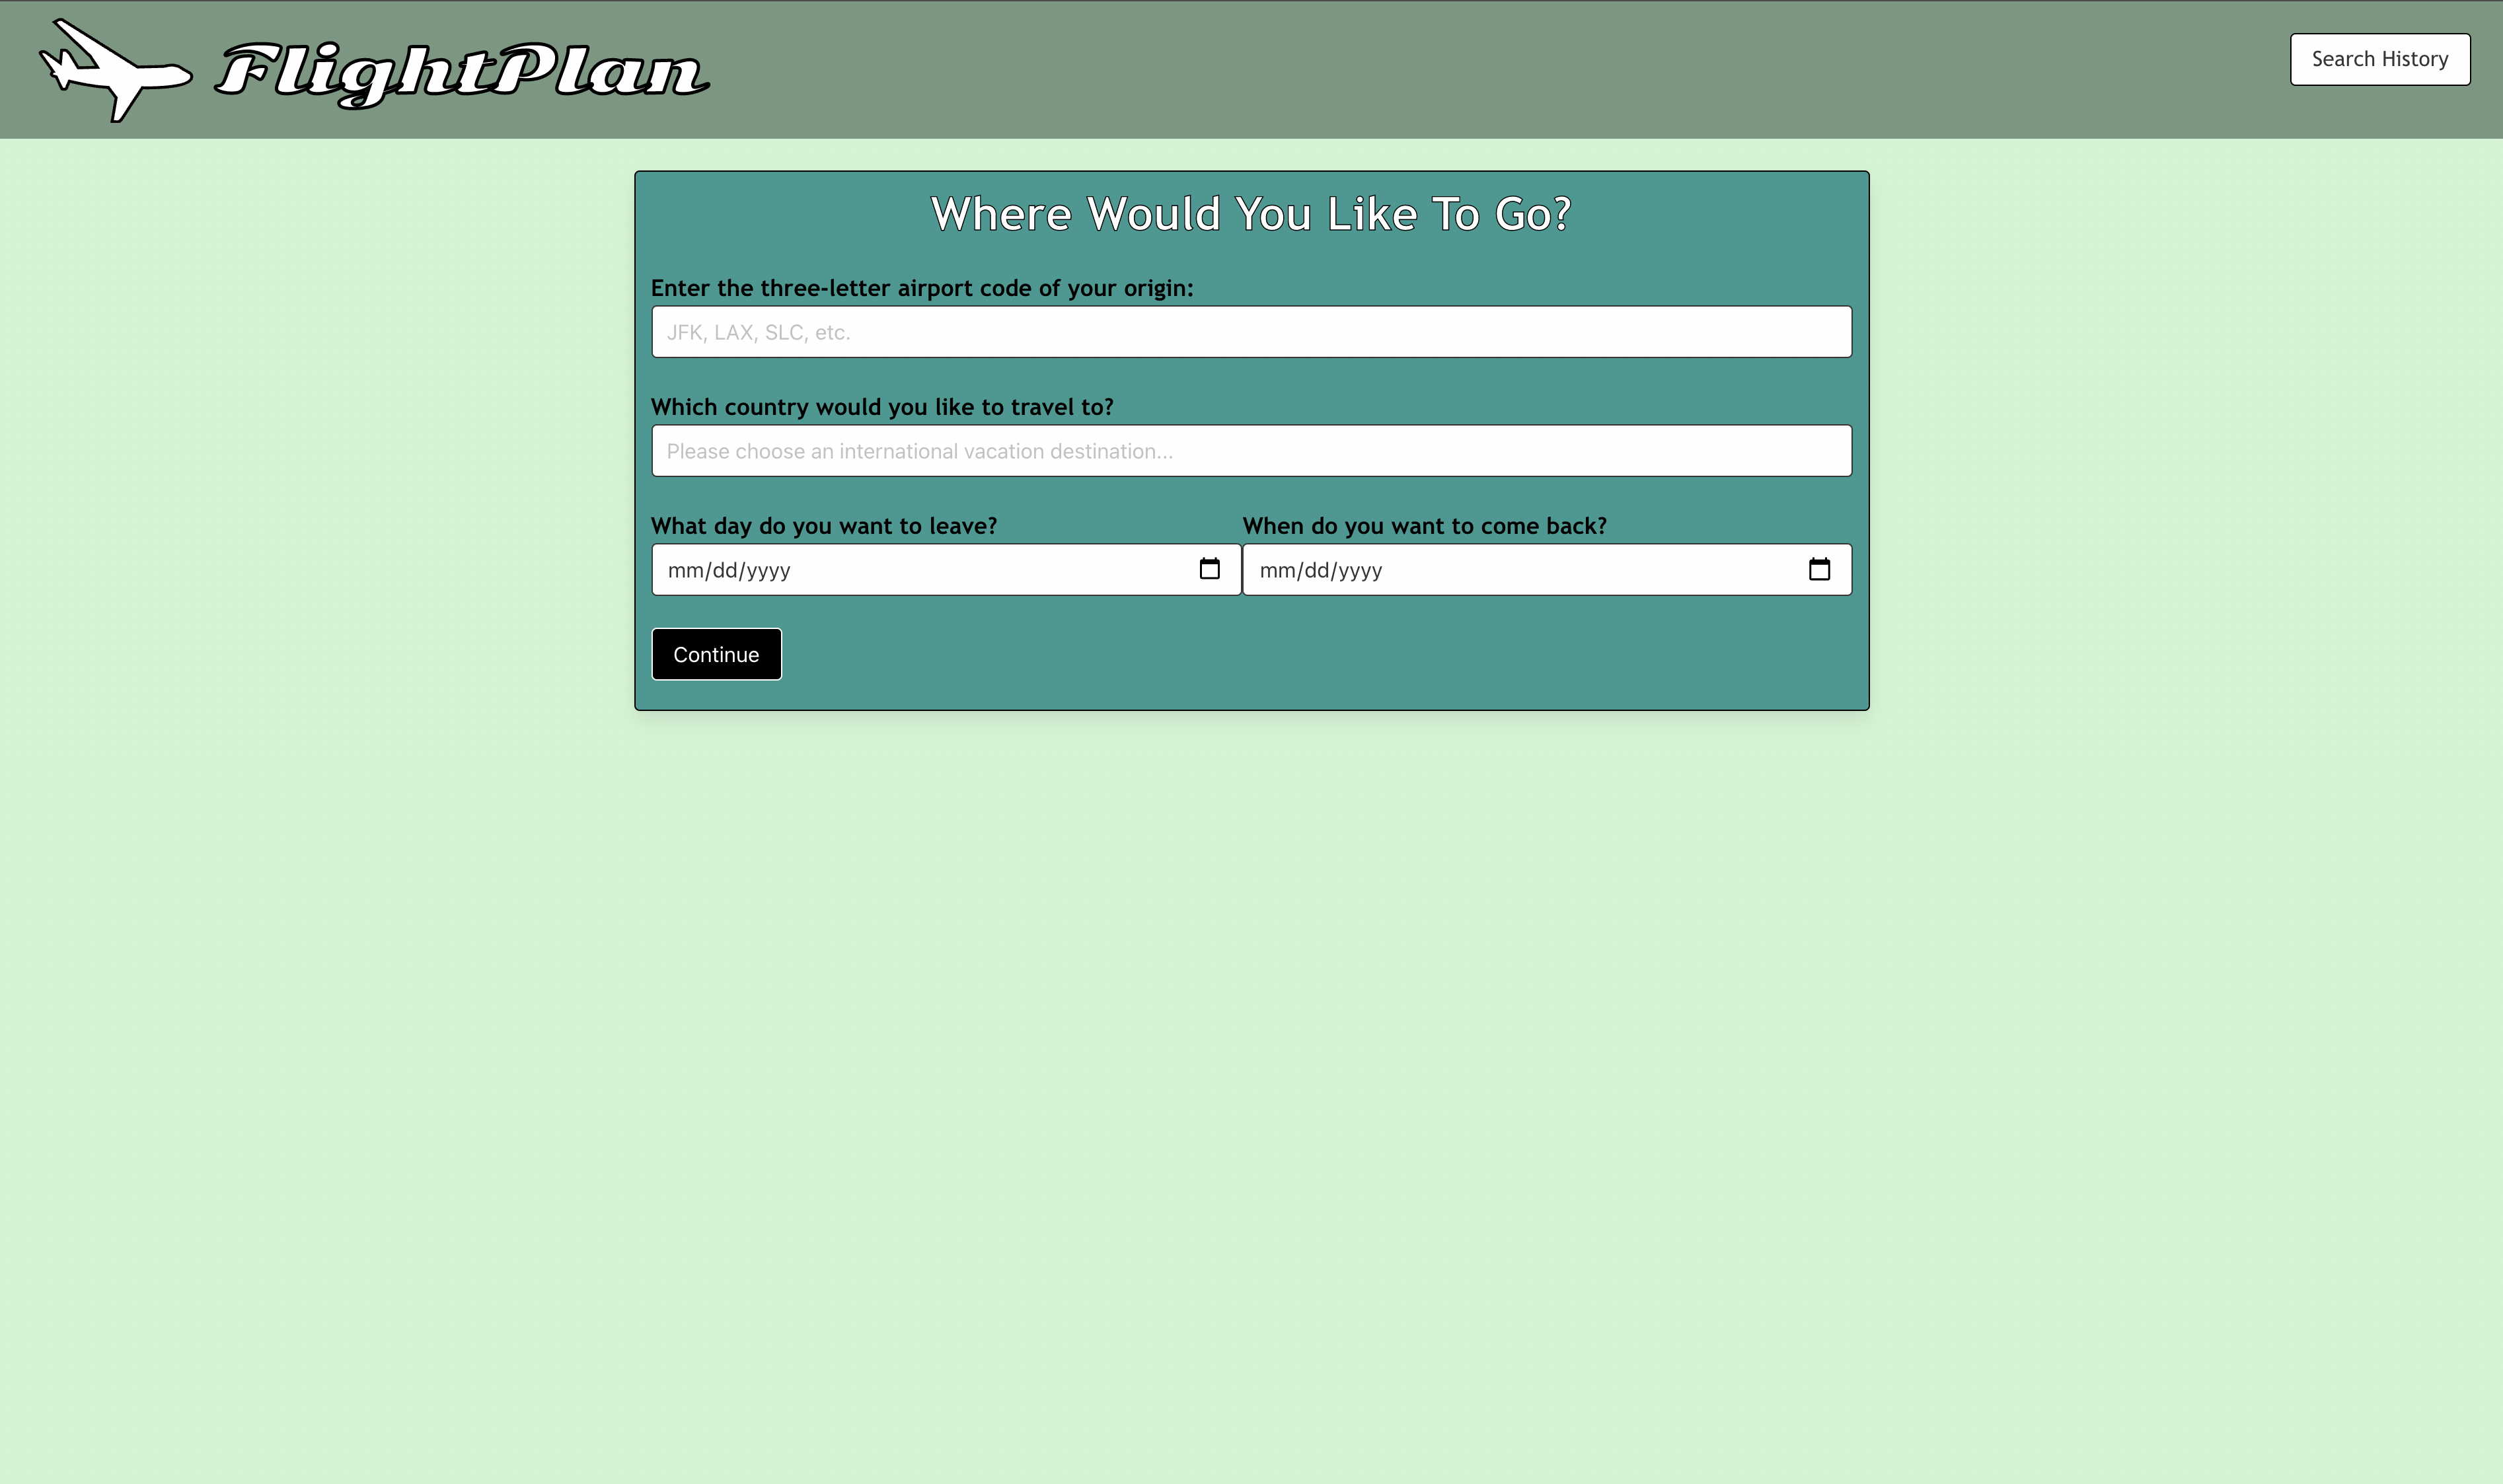 FlightPlan
Search History
Where Would You Like To Go?
Enter the three-letter airport code of your origin:
JFK, LAX, SLC, etc.
Which country would you like to travel to?
Please choose an international vacation destination...
What day do you want to leave? When do you want to come back?
mm/dd/yyyy mm/dd/yyyy
Continue